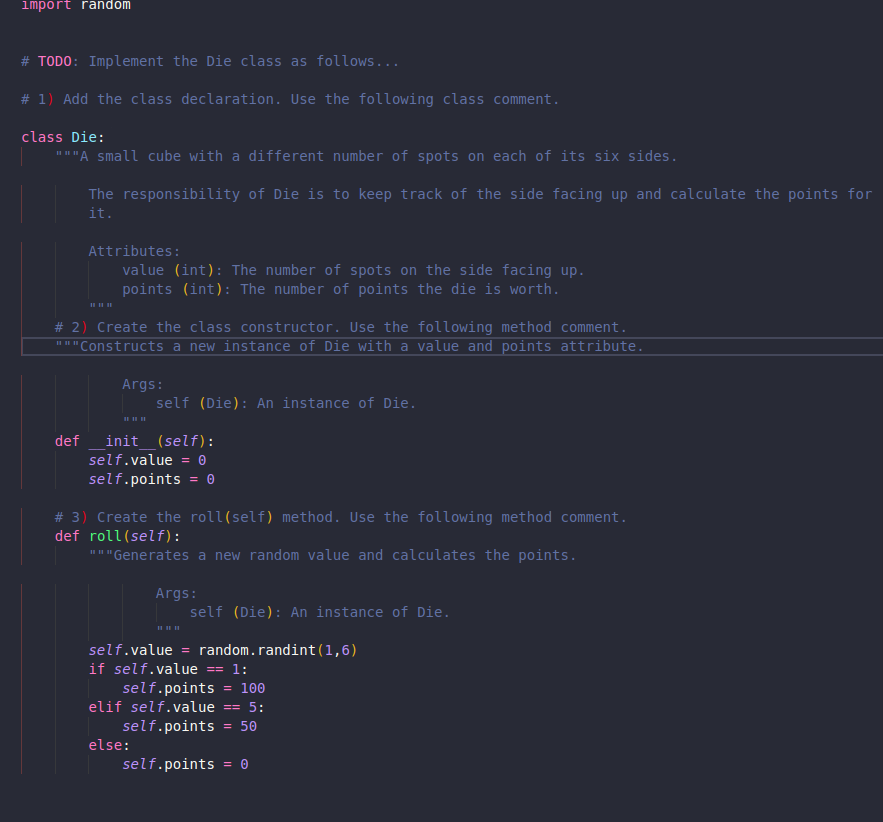 import random
# TODO: Implement the Die class as follows...
# 1) Add the class declaration. Use the following class comment.
class Die:
"""A small cube with a different number of spots on each of its six sides.
The responsibility of Die is to keep track of the side facing up and calculate the points for
it.
Attributes:
value (int): The number of spots on the side facing up.
points (int): The number of points the die is worth.
"""
# 2) Create the class constructor. Use the following method comment.
"""Constructs a new instance of Die with a value and points attribute.
Args:
self (Die): An instance of Die.
"""
def __init__(self):
self.value = 0
self.points = 0
# 3) Create the roll(self) method. Use the following method comment.
def roll(self):
"""Generates a new random value and calculates the points.
Args:
self (Die): An instance of Die.
"""
self.value = random.randint(1,6)
if self.value == 1:
self.points = 100
elif self.value == 5:
self.points = 50
else:
self.points = 0